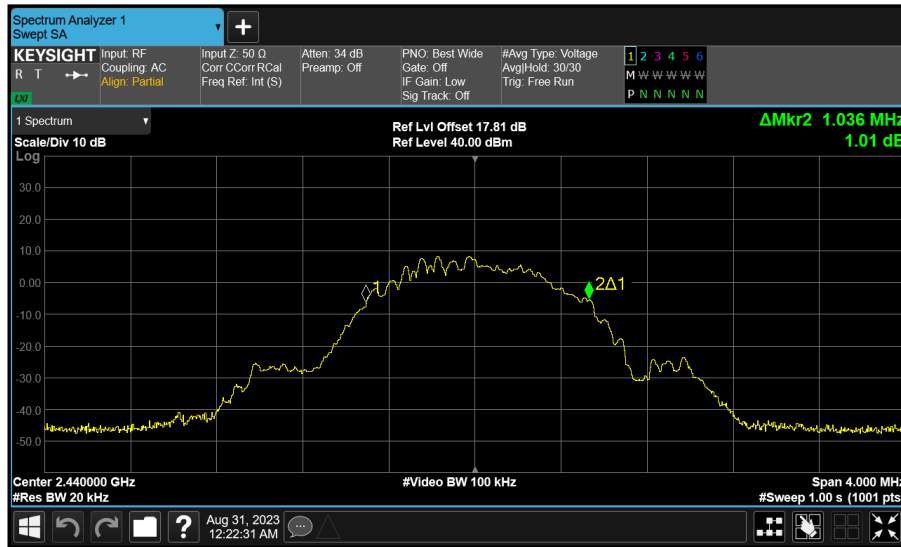 Spectrum Analyzer 1
Swept SA
KEYSIGHT
R T
LXI
Input: RF
Coupling: AC
Align: Partial
Input Z: 50 Ω
Corr CCorr RCal
Freq Ref: Int (S)
Atten: 34 dB
Preamp: Off
PNO: Best Wide
Gate: Off
IF Gain: Low
Sig Track: Off
#Avg Type: Voltage
Avg|Hold: 30/30
Trig: Free Run
1 2 3 4 5 6
M W W W W W
P N N N N N
1 Spectrum
Scale/Div 10 dB
Ref Lvl Offset 17.81 dB
Ref Level 40.00 dBm
ΔMkr2 1.036 MHz
1.01 dB
Log
30.0
20.0
10.0
0.00
-10.0
-20.0
-30.0
-40.0
-50.0
1
2Δ1
Center 2.440000 GHz
#Res BW 20 kHz
#Video BW 100 kHz
Span 4.000 MHz
#Sweep 1.00 s (1001 pts
?
Aug 31, 2023
12:22:31 AM